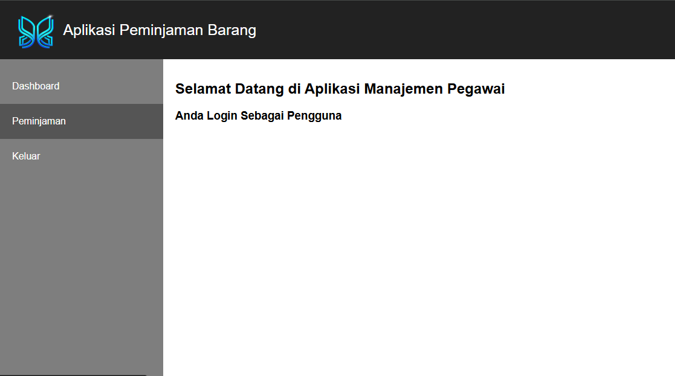 Aplikasi Peminjaman Barang
Dashboard
Peminjaman
Keluar
Selamat Datang di Aplikasi Manajemen Pegawai
Anda Login Sebagai Pengguna